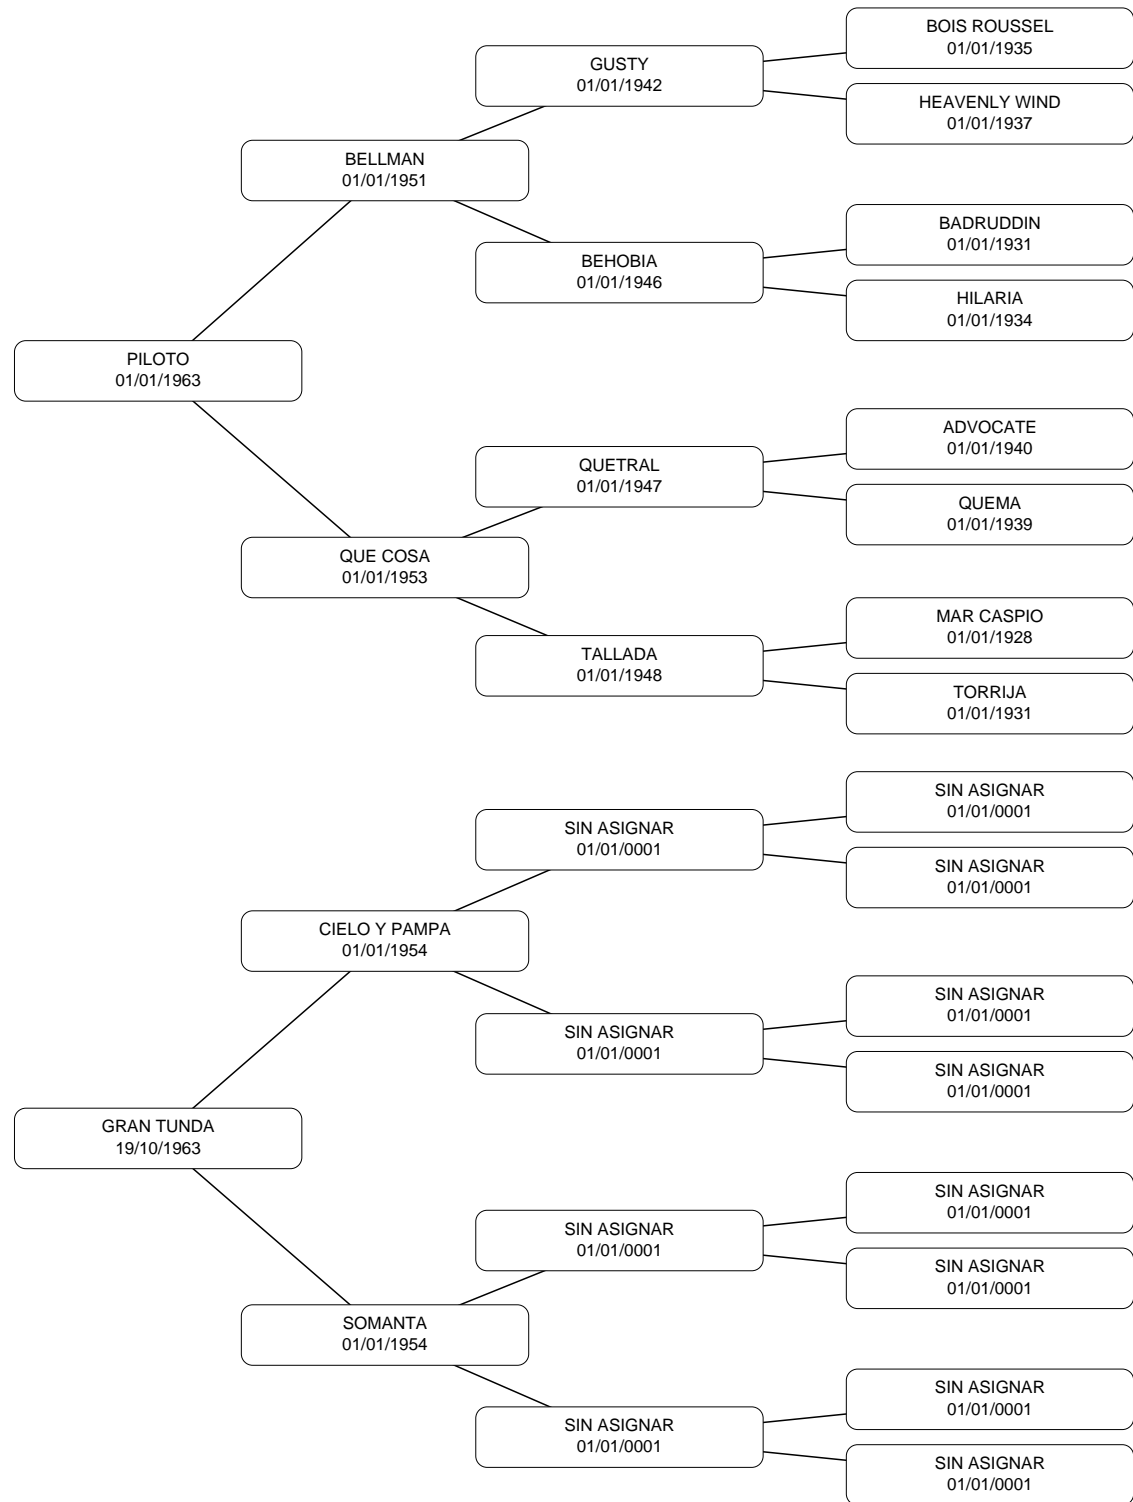 BOIS ROUSSEL
01/01/1935
GUSTY
01/01/1942
HEAVENLY WIND
01/01/1937
BELLMAN
01/01/1951
BADRUDDIN
01/01/1931
BEHOBIA
01/01/1946
HILARIA
01/01/1934
PILOTO
01/01/1963
ADVOCATE
01/01/1940
QUETRAL
01/01/1947
QUEMA
01/01/1939
QUE COSA
01/01/1953
MAR CASPIO
01/01/1928
TALLADA
01/01/1948
TORRIJA
01/01/1931
SIN ASIGNAR
01/01/0001
SIN ASIGNAR
01/01/0001
SIN ASIGNAR
01/01/0001
CIELO Y PAMPA
01/01/1954
SIN ASIGNAR
01/01/0001
SIN ASIGNAR
01/01/0001
SIN ASIGNAR
01/01/0001
GRAN TUNDA
19/10/1963
SIN ASIGNAR
01/01/0001
SIN ASIGNAR
01/01/0001
SIN ASIGNAR
01/01/0001
SOMANTA
01/01/1954
SIN ASIGNAR
01/01/0001
SIN ASIGNAR
01/01/0001
SIN ASIGNAR
01/01/0001